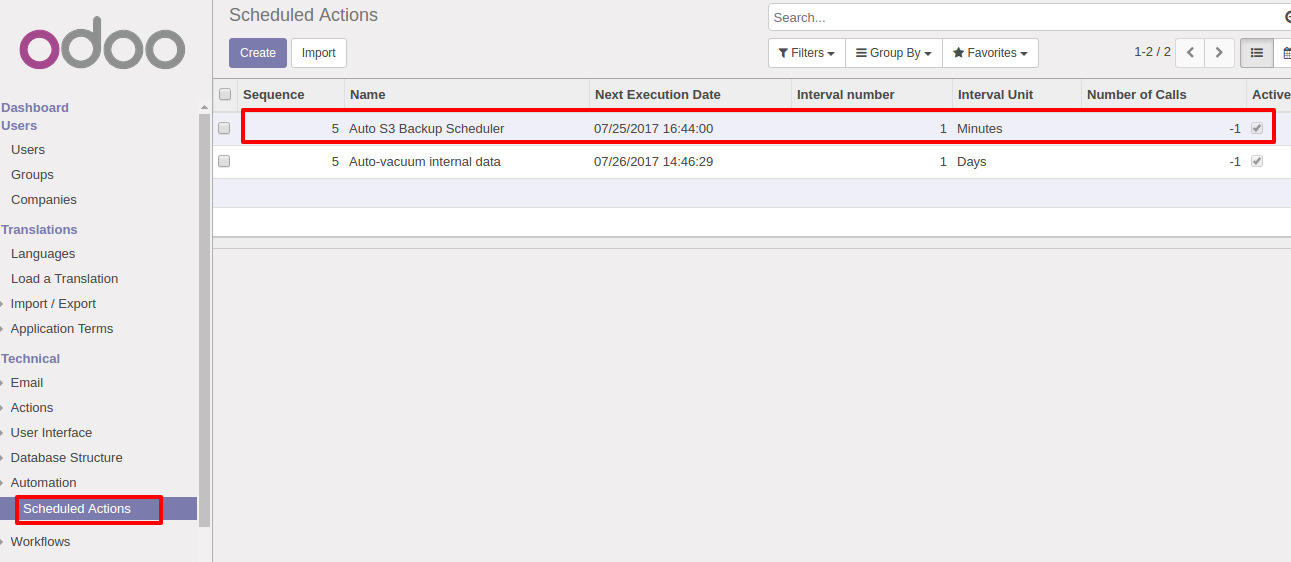 odoo
Dashboard
Users
Users
Groups
Companies
Translations
Languages
Load a Translation
Import / Export
Application Terms
Technical
Email
Actions
User Interface
Database Structure
Automation
Scheduled Actions
Workflows
Scheduled Actions
Search...
Create Import
Filters Group By Favorites 1-2 / 2
Sequence Name Next Execution Date Interval number Interval Unit Number of Calls Active
5 Auto S3 Backup Scheduler 07/25/2017 16:44:00 1 Minutes -1
5 Auto-vacuum internal data 07/26/2017 14:46:29 1 Days -1